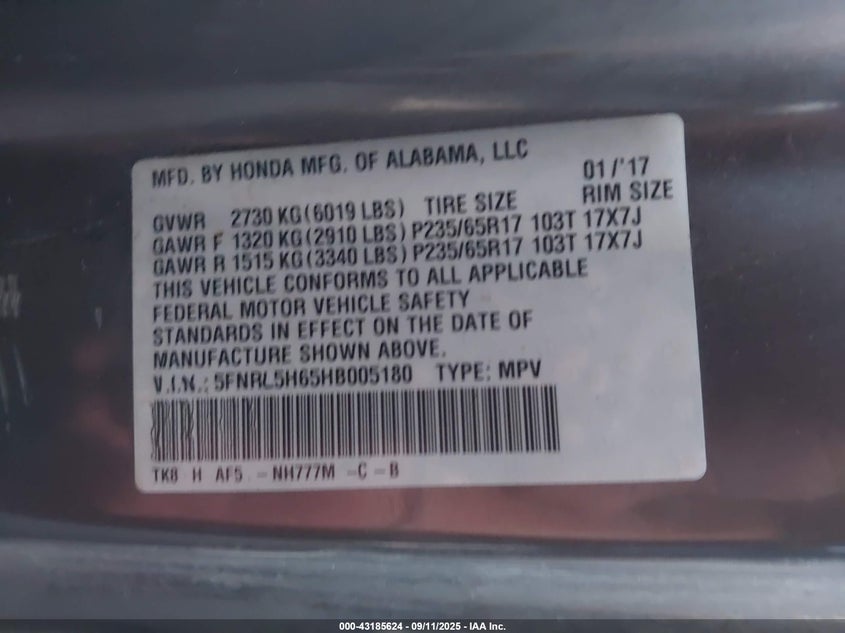 MFD. BY HONDA MFG. OF ALABAMA, LLC 01/'17
GVWR 2730 KG(6019 LBS) TIRE SIZE RIM SIZE
GAWR F 1320 KG(2910 LBS) P235/65R17 103T 17X7J
GAWR R 1515 KG(3340 LBS) P235/65R17 103T 17X7J
THIS VEHICLE CONFORMS TO ALL APPLICABLE
FEDERAL MOTOR VEHICLE SAFETY
STANDARDS IN EFFECT ON THE DATE OF
MANUFACTURE SHOWN ABOVE.
V.I.N.: 5FNRL5H65HB005180 TYPE: MPV
TK8 H AF5 -NH777M -C -B
000-43185624 - 09/11/2025 - IAA Inc.